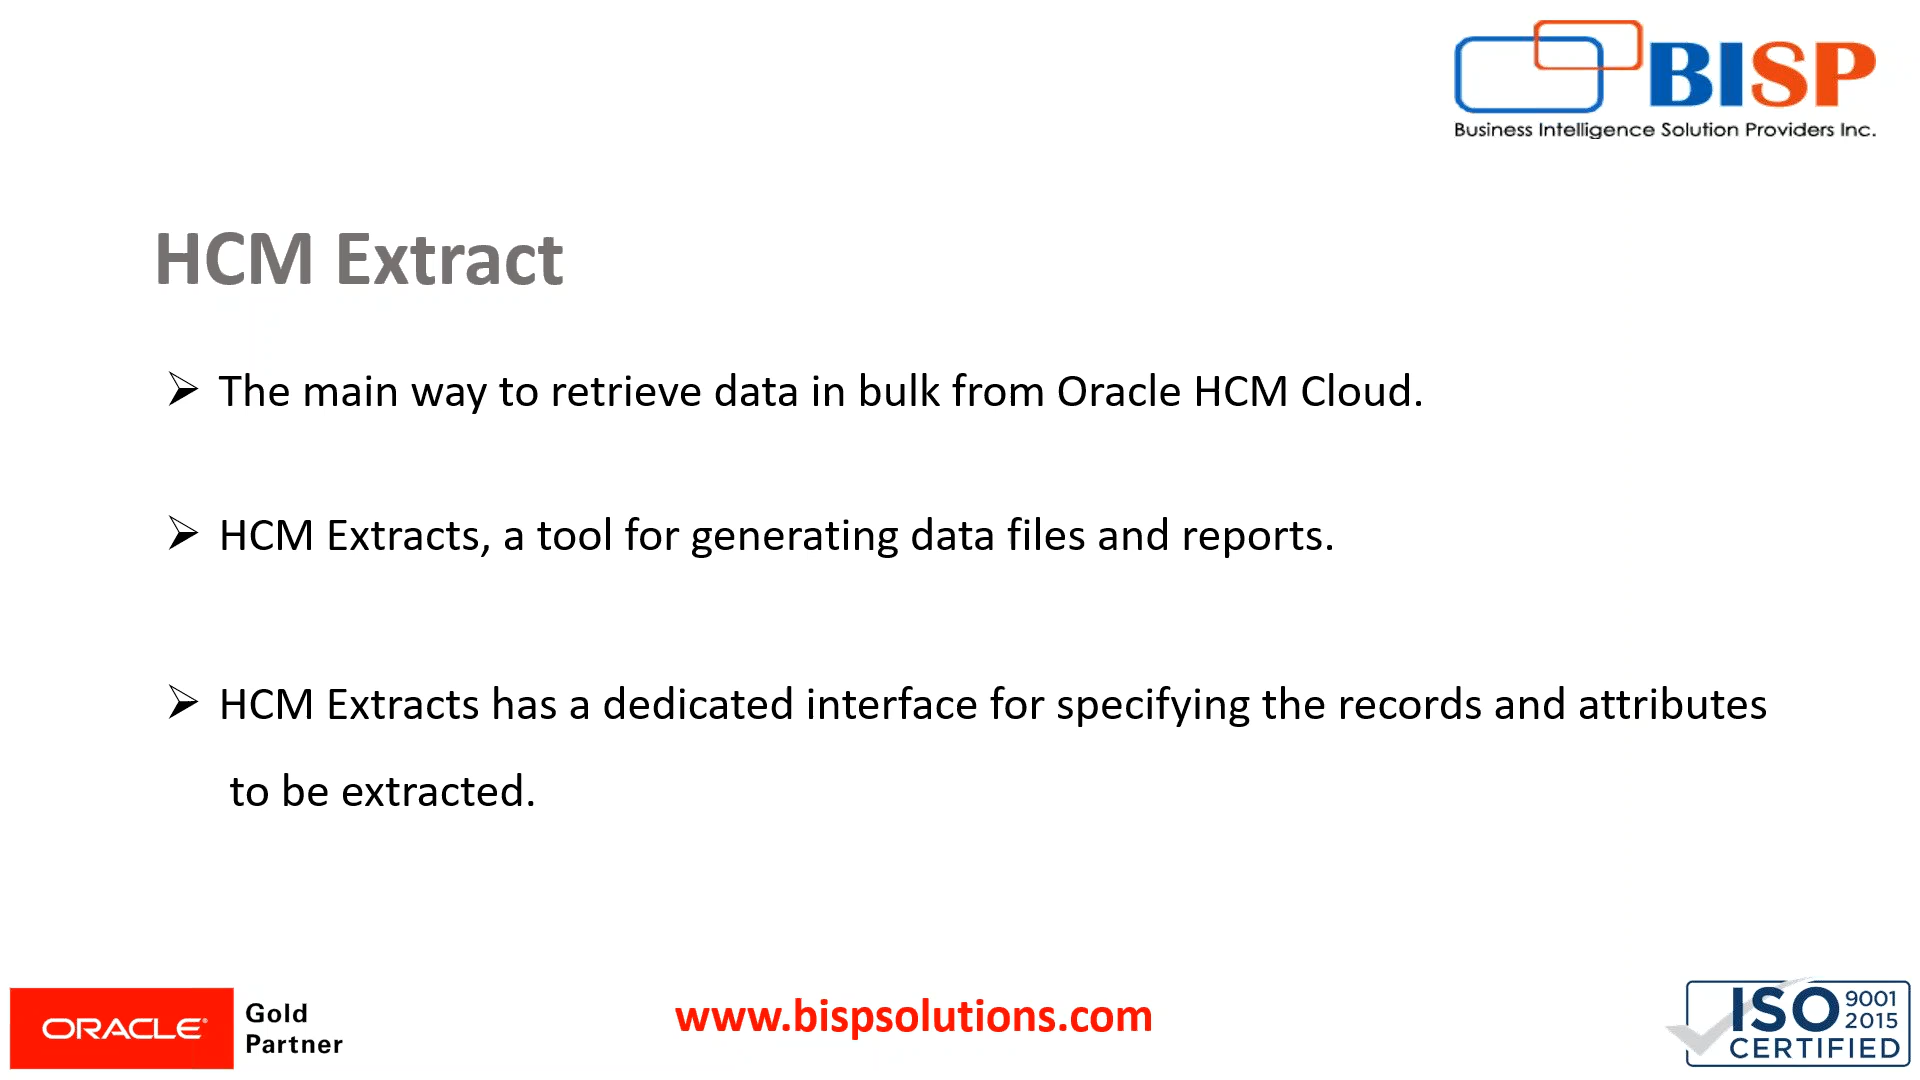 BISP
Business Intelligence Solution Providers Inc.
HCM Extract
➢ The main way to retrieve data in bulk from Oracle HCM Cloud.
➢ HCM Extracts, a tool for generating data files and reports.
➢ HCM Extracts has a dedicated interface for specifying the records and attributes
to be extracted.
ORACLE Gold
Partner
www.bispsolutions.com
ISO 9001
2015
CERTIFIED